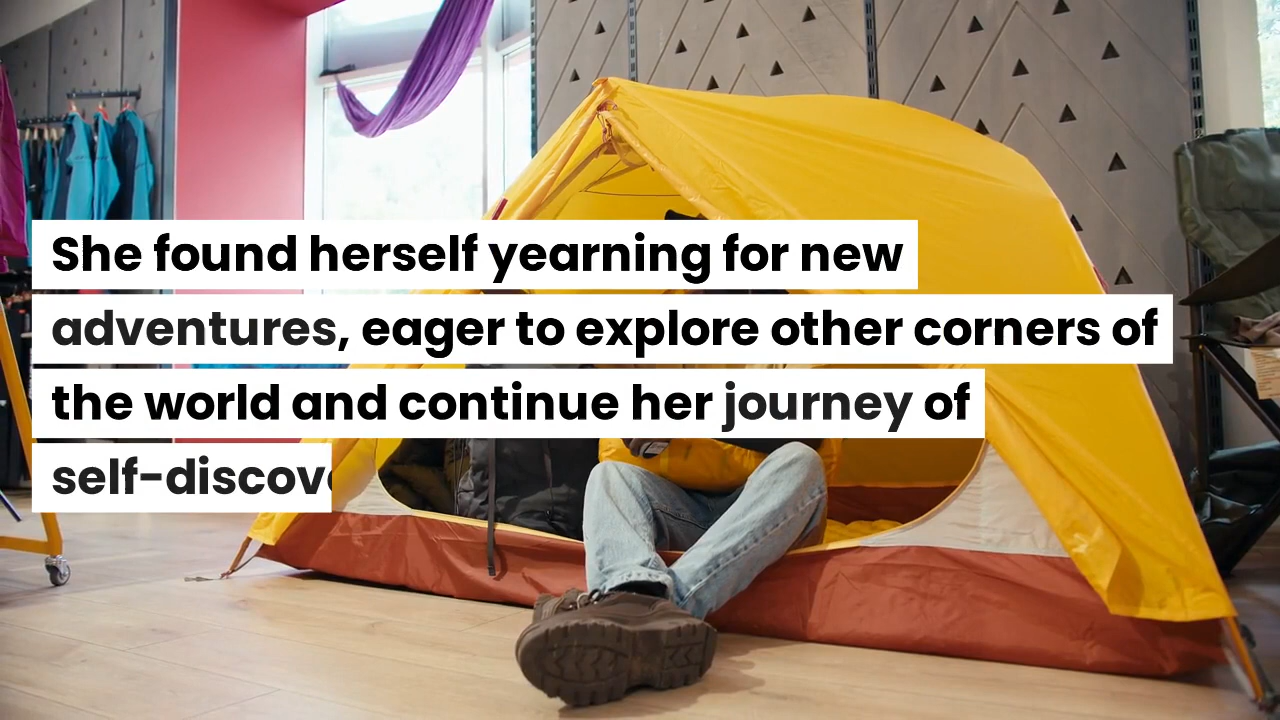 She found herself yearning for new
adventures, eager to explore other corners of
the world and continue her journey of
self-discov